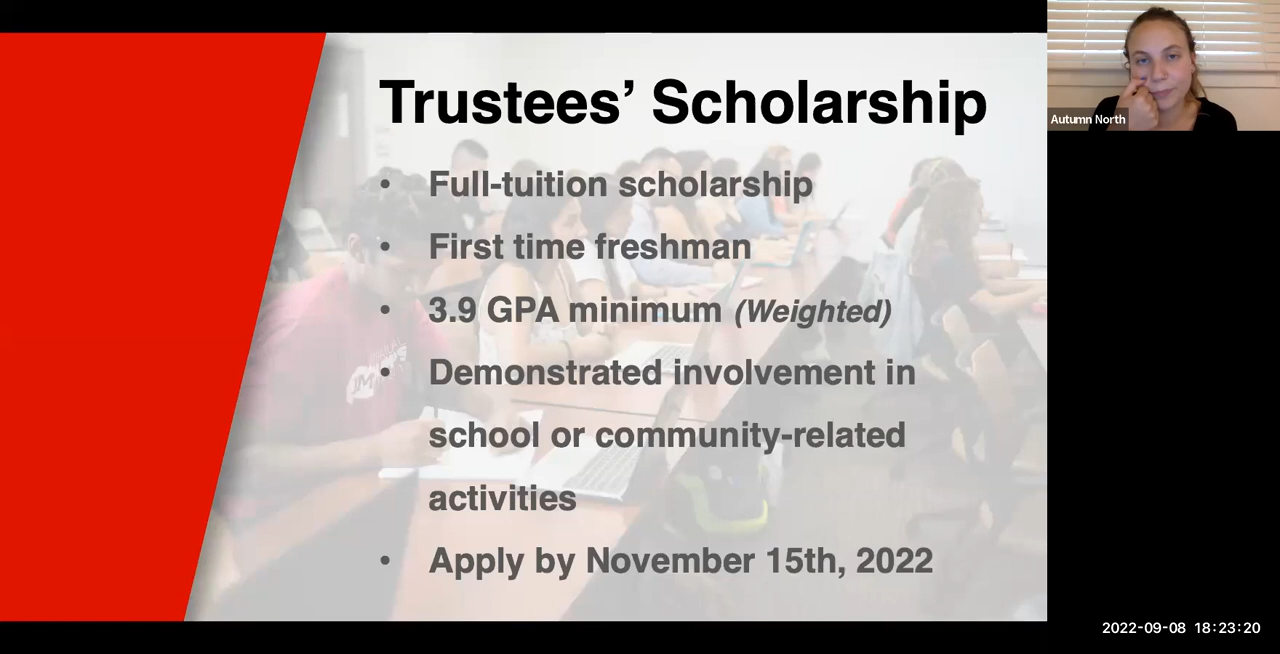 Trustees’ Scholarship
• Full-tuition scholarship
• First time freshman
• 3.9 GPA minimum (Weighted)
• Demonstrated involvement in
school or community-related
activities
• Apply by November 15th, 2022
Autumn North
2022-09-08 18:23:20